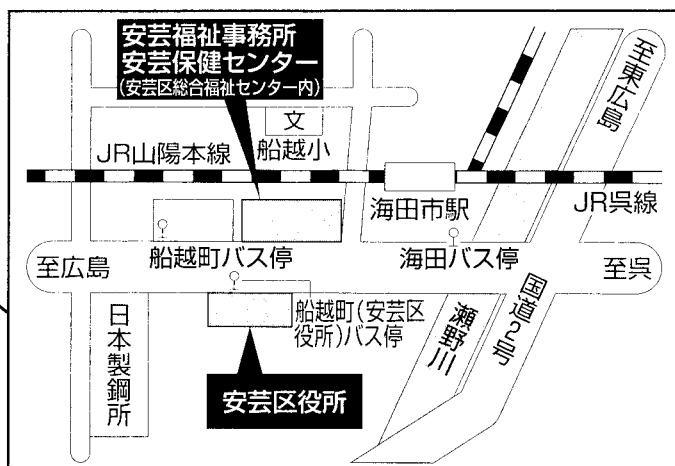 安芸福祉事務所
安芸保健センター
(安芸区総合福祉センター内)
至東広島
文
船越小
JR山陽本線
海田市駅
JR呉線
船越町バス停
海田バス停
至広島
至呉
船越町(安芸区
役所)バス停
日本製鋼所
瀬野川
国道2号
安芸区役所